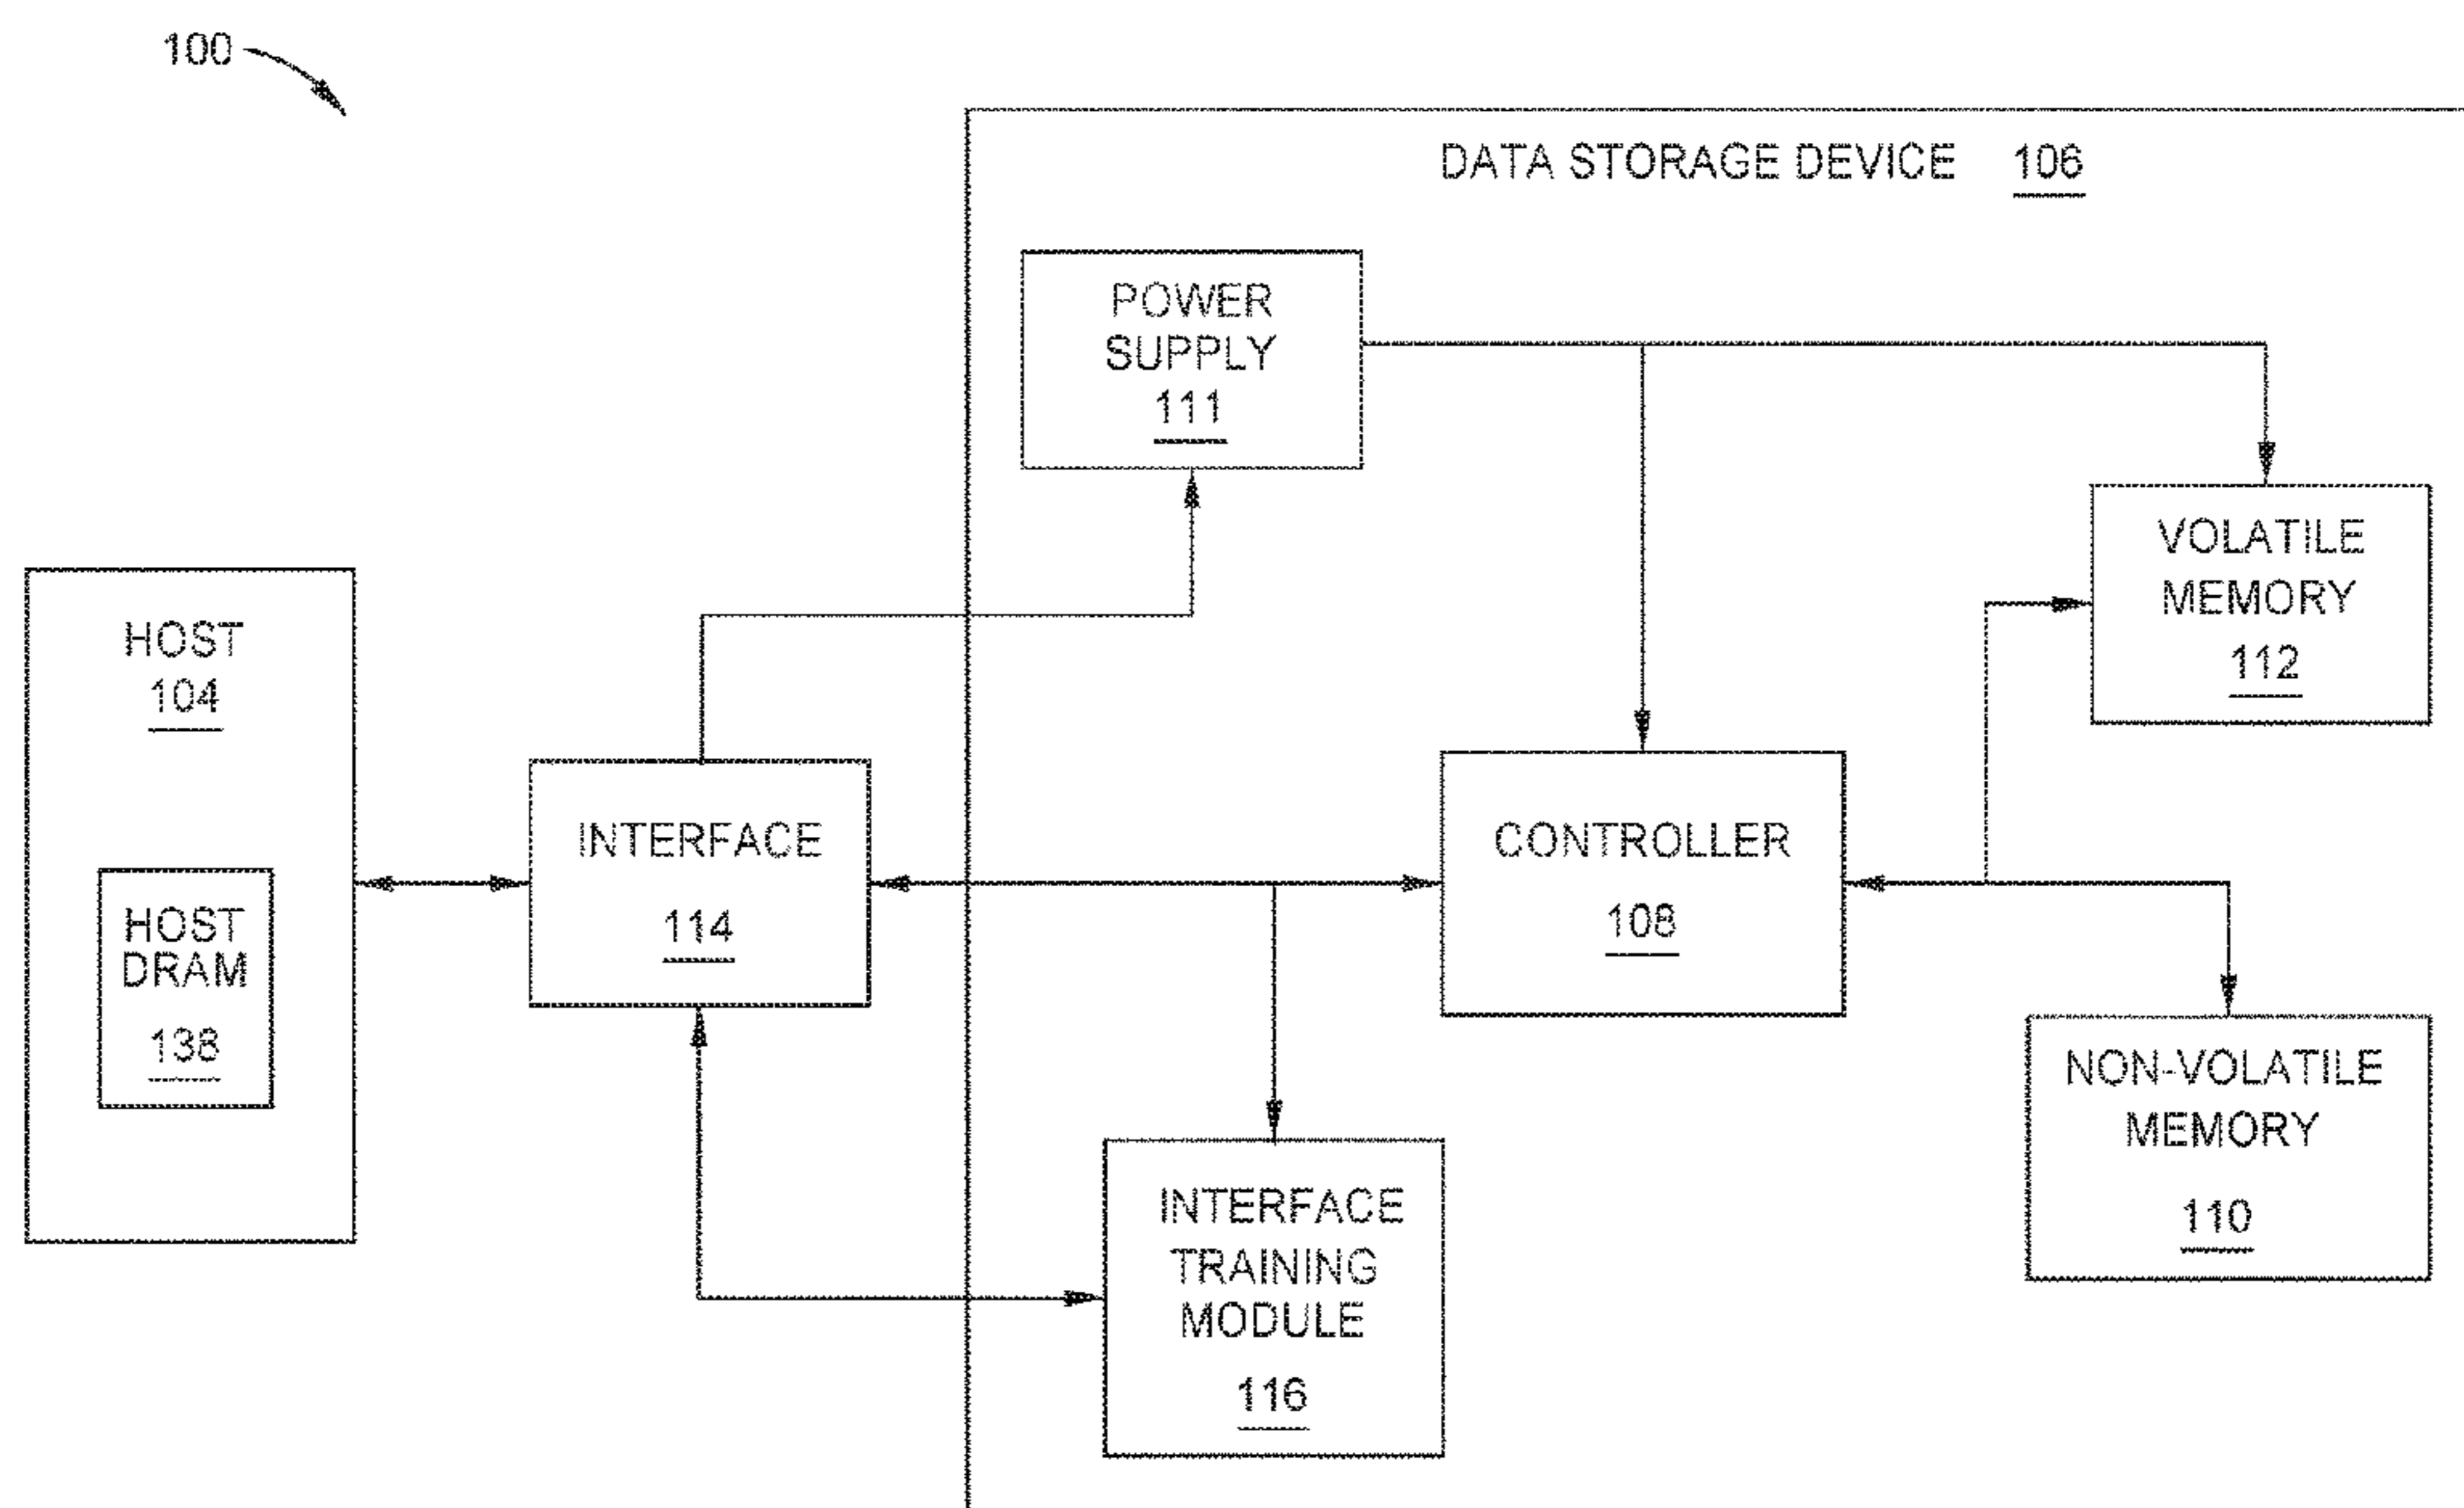 100
DATA STORAGE DEVICE 106
POWER
SUPPLY
111
VOLATILE
MEMORY
112
HOST
104
HOST
DRAM
138
INTERFACE
114
CONTROLLER
108
NON-VOLATILE
MEMORY
110
INTERFACE
TRAINING
MODULE
116